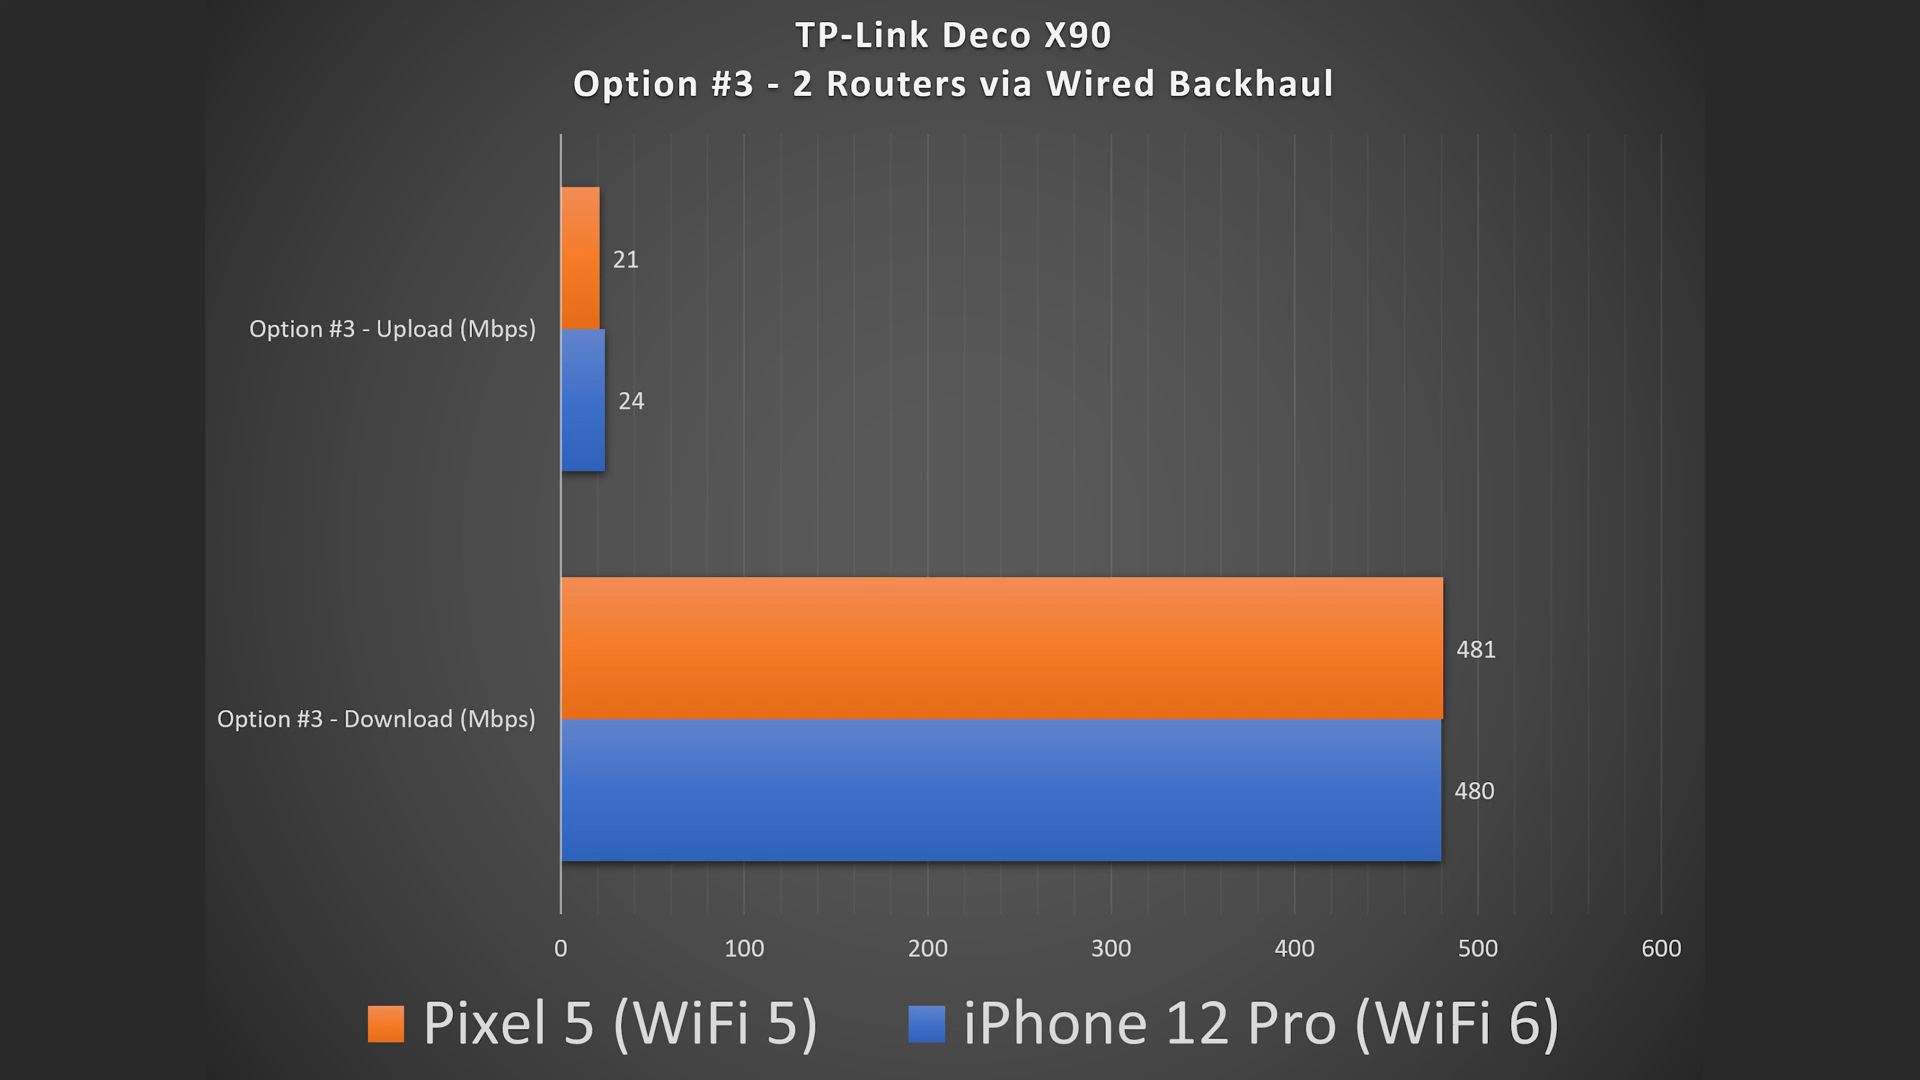 TP-Link Deco X90
Option #3 - 2 Routers via Wired Backhaul
21
Option #3 - Upload (Mbps)
24
481
Option #3 - Download (Mbps)
480
0 100 200 300 400 500 600
Pixel 5 (WiFi 5) iPhone 12 Pro (WiFi 6)